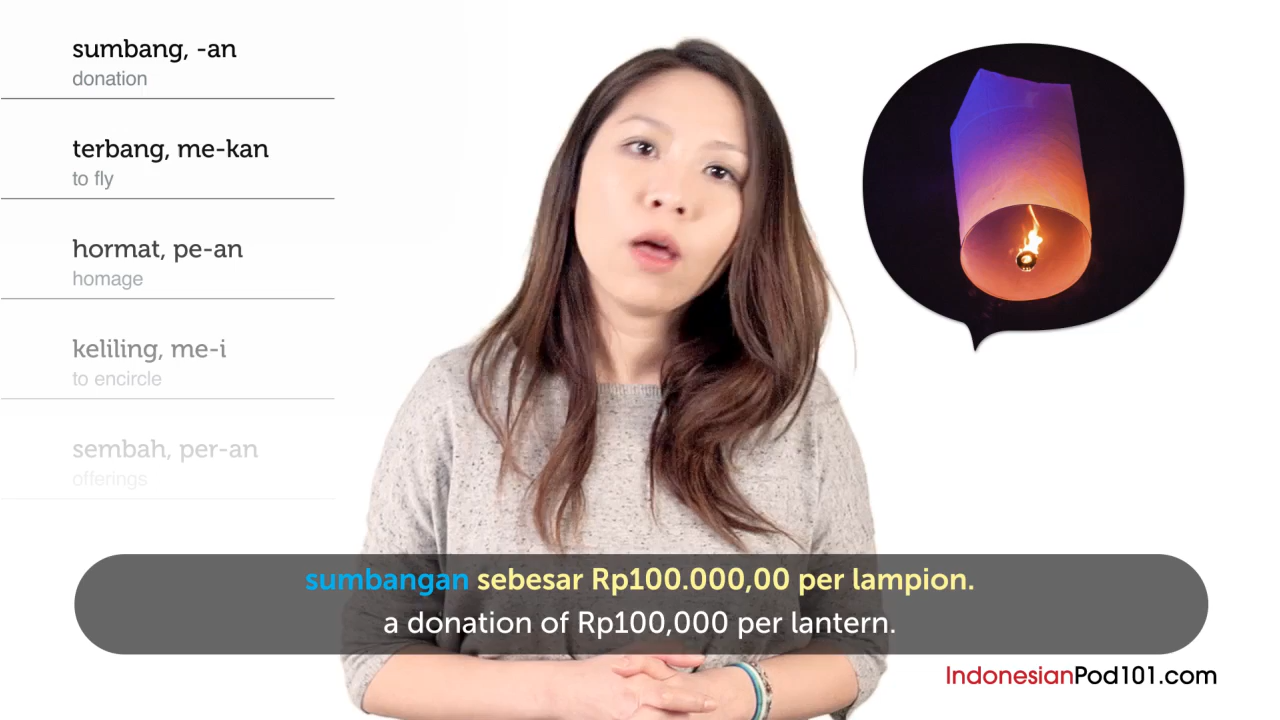 sumbang, -an
donation
terbang, me-kan
to fly
hormat, pe-an
homage
keliling, me-i
to encircle
sembah, per-an
offerings
sumbangan sebesar Rp100.000,00 per lampion.
a donation of Rp100,000 per lantern.
IndonesianPod101.com